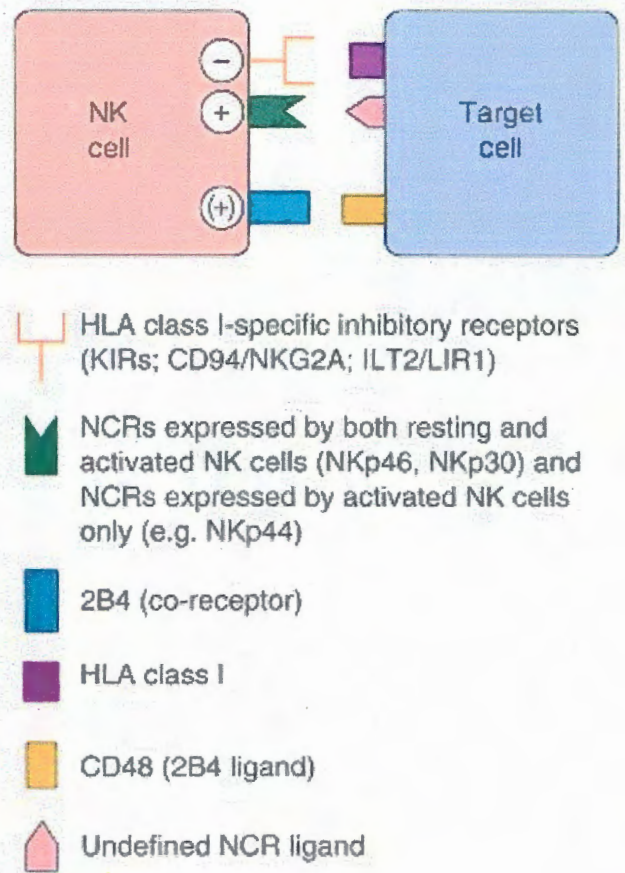 −
NK
cell
+
Target
cell
(+)
HLA class I-specific inhibitory receptors
(KIRs; CD94/NKG2A; ILT2/LIR1)
NCRs expressed by both resting and
activated NK cells (NKp46, NKp30) and
NCRs expressed by activated NK cells
only (e.g. NKp44)
2B4 (co-receptor)
HLA class I
CD48 (2B4 ligand)
Undefined NCR ligand